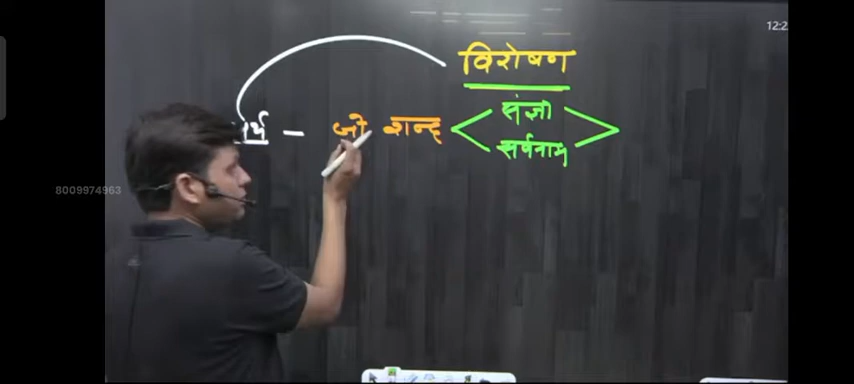 12:2
विशेषण
संज्ञा
र्थ – जो शब्द
सर्वनाम
8009974963